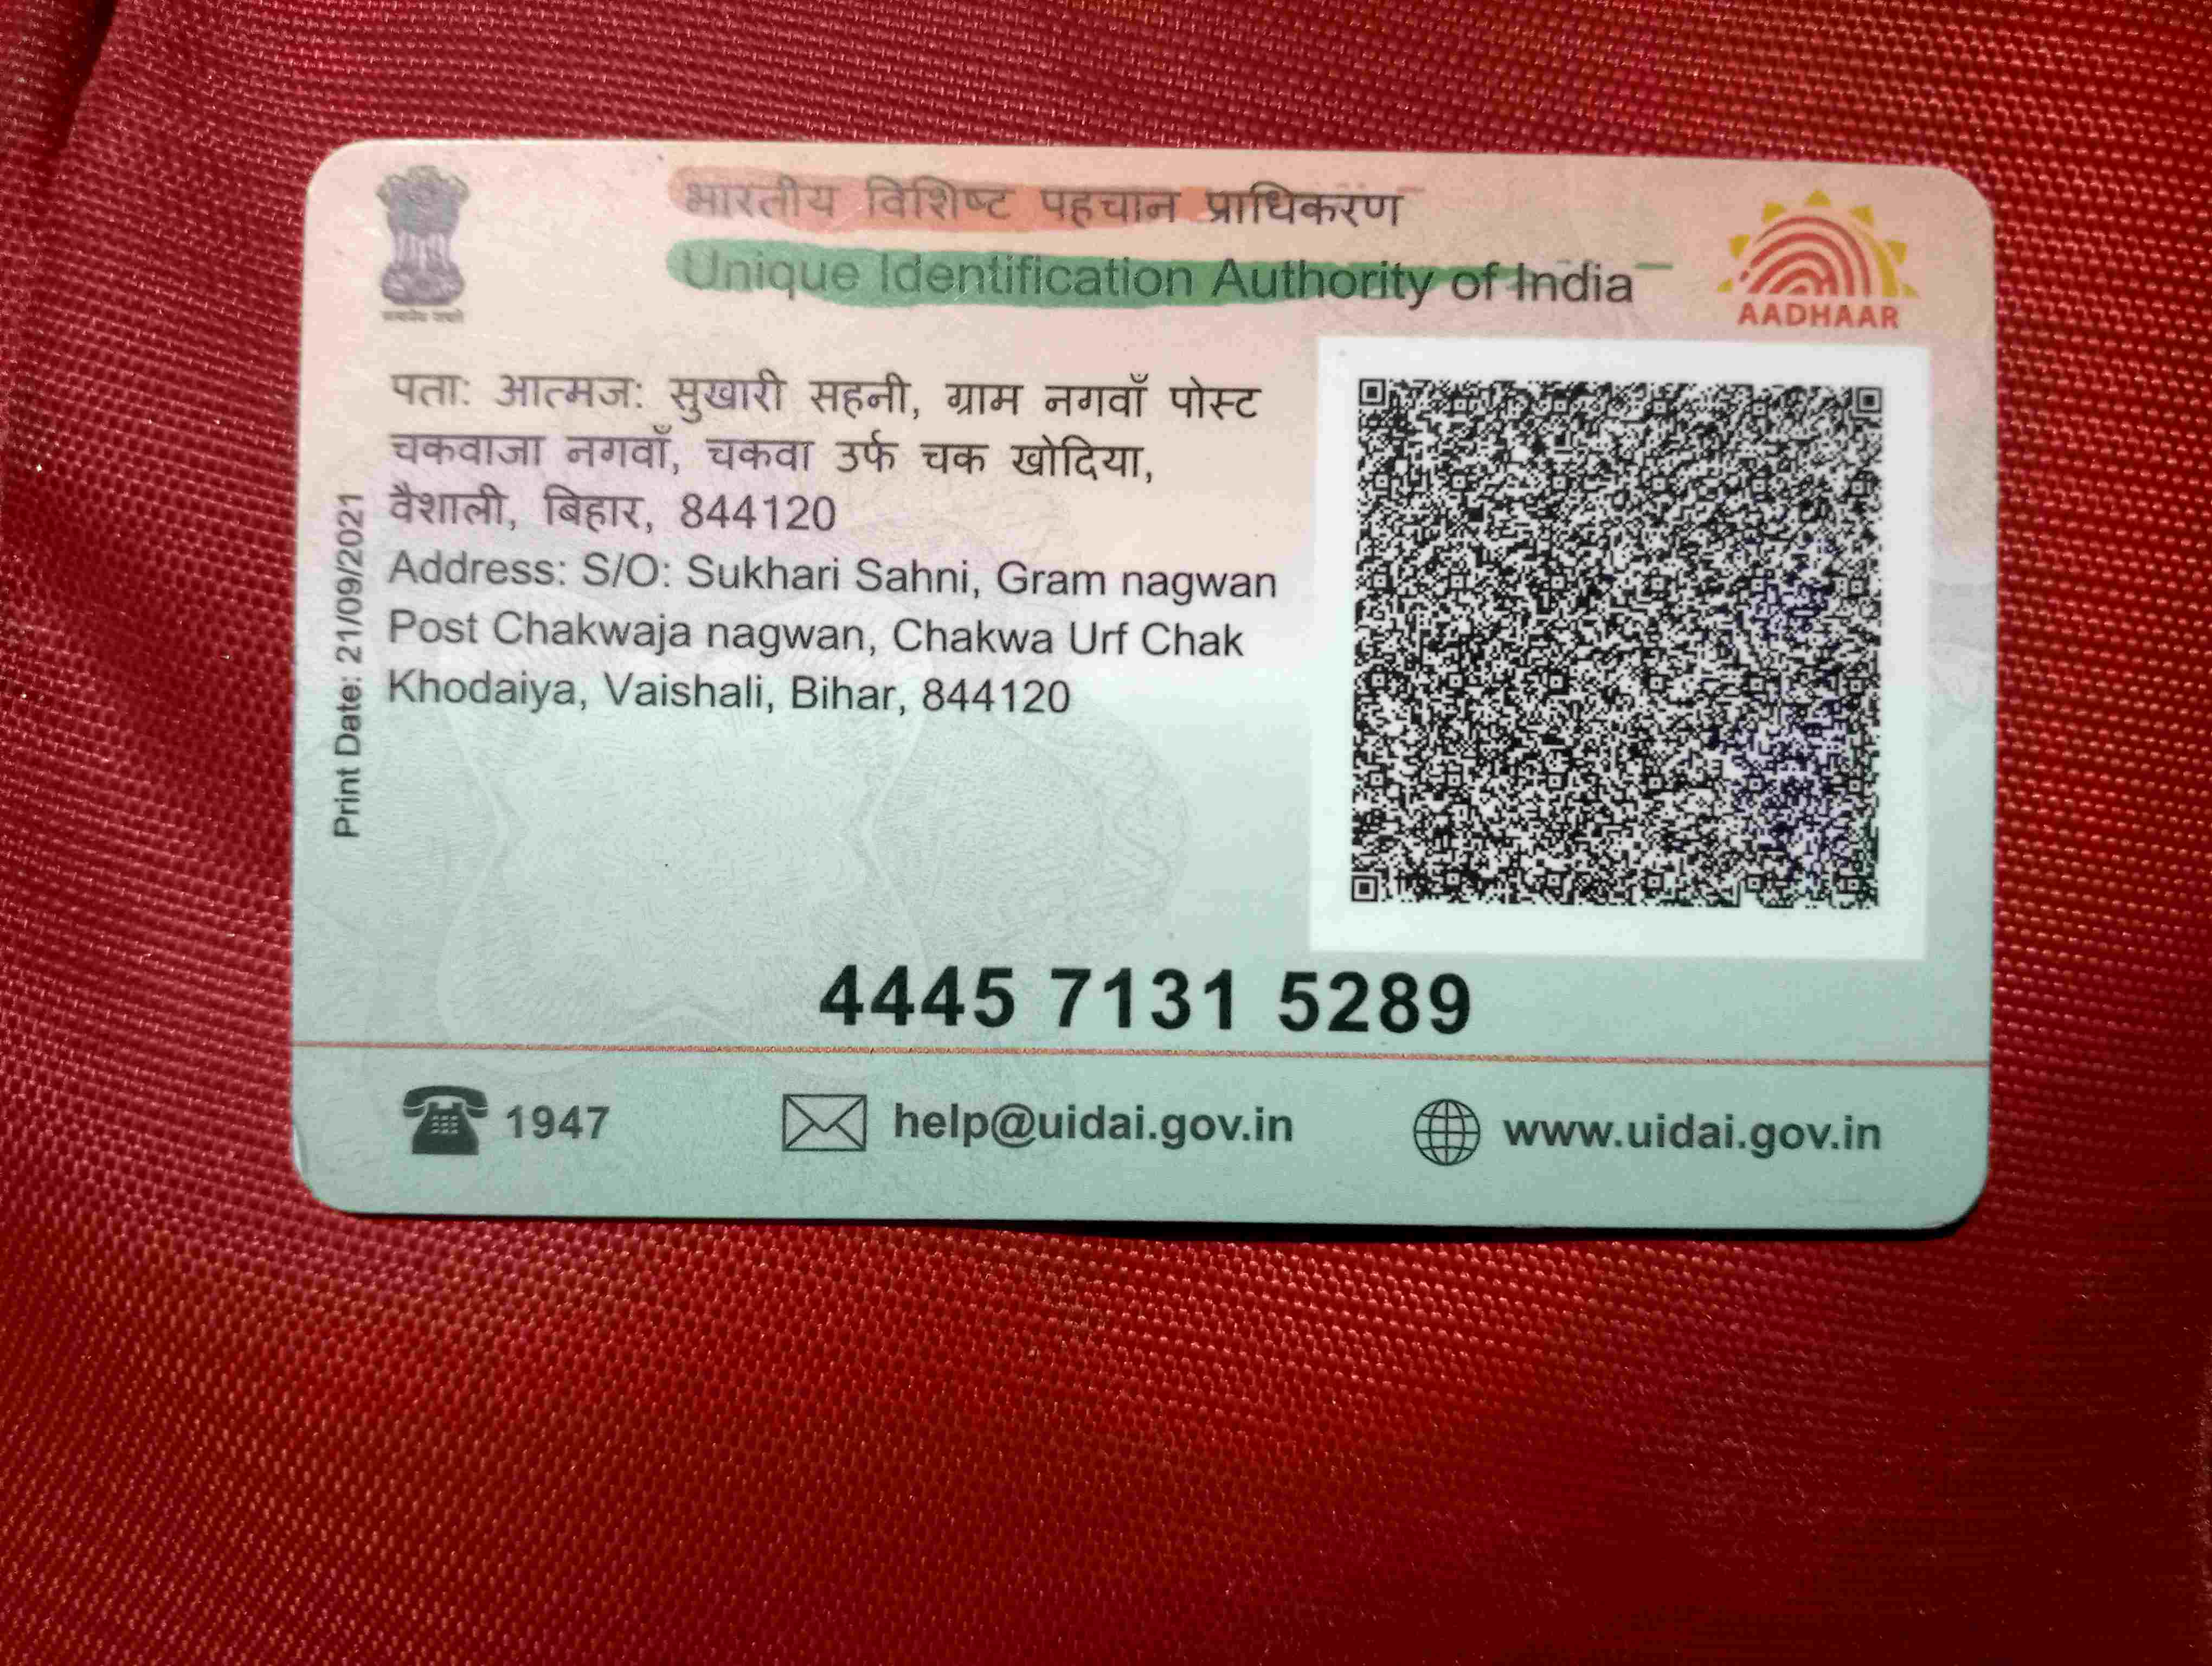 भारतीय विशिष्ट पहचान प्राधिकरण
Unique Identification Authority of India
AADHAAR
पता: आत्मज: सुखारी सहनी, ग्राम नगवाँ पोस्ट
चकवाजा नगवाँ, चकवा उर्फ चक खोदिया,
वैशाली, बिहार, 844120
Address: S/O: Sukhari Sahni, Gram nagwan
Post Chakwaja nagwan, Chakwa Urf Chak
Khodaiya, Vaishali, Bihar, 844120
Print Date: 21/09/2021
4445 7131 5289
1947
help@uidai.gov.in
www.uidai.gov.in